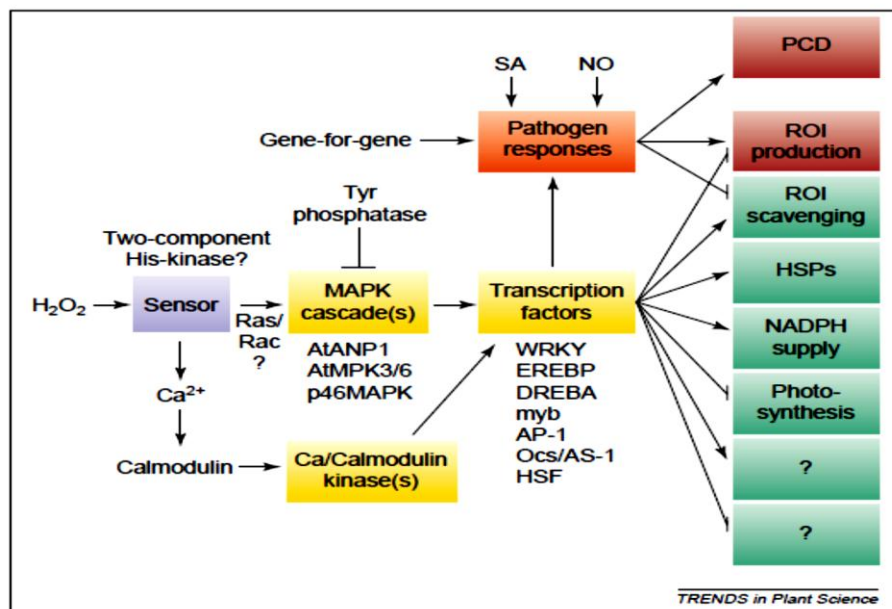 PCD
SA
NO
Gene-for-gene
Pathogen
responses
ROI
production
Tyr
phosphatase
ROI
scavenging
Two-component
His-kinase?
HSPs
H₂O₂
Sensor
Ras/
Rac
?
MAPK
cascade(s)
Transcription
factors
NADPH
supply
AtANP1
AtMPK3/6
p46MAPK
WRKY
EREBP
DREBA
myb
AP-1
Ocs/AS-1
HSF
Photo-
synthesis
Ca²⁺
Calmodulin
Ca/Calmodulin
kinase(s)
?
?
TRENDS in Plant Science